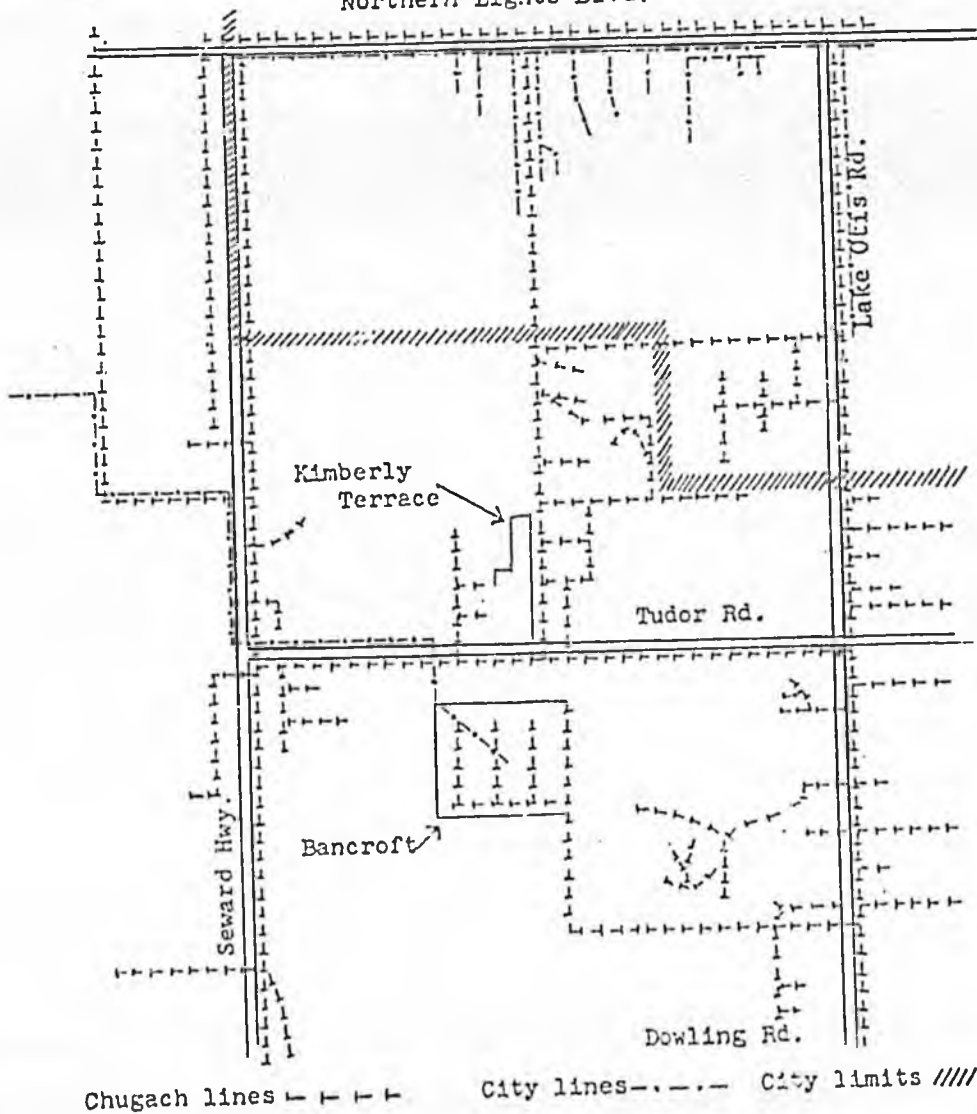 Northern Lights Blvd.
Lake Otis Rd.
Kimberly
Terrace
Tudor Rd.
Bancroft
Seward Hwy.
Dowling Rd.
Chugach lines City lines City limits